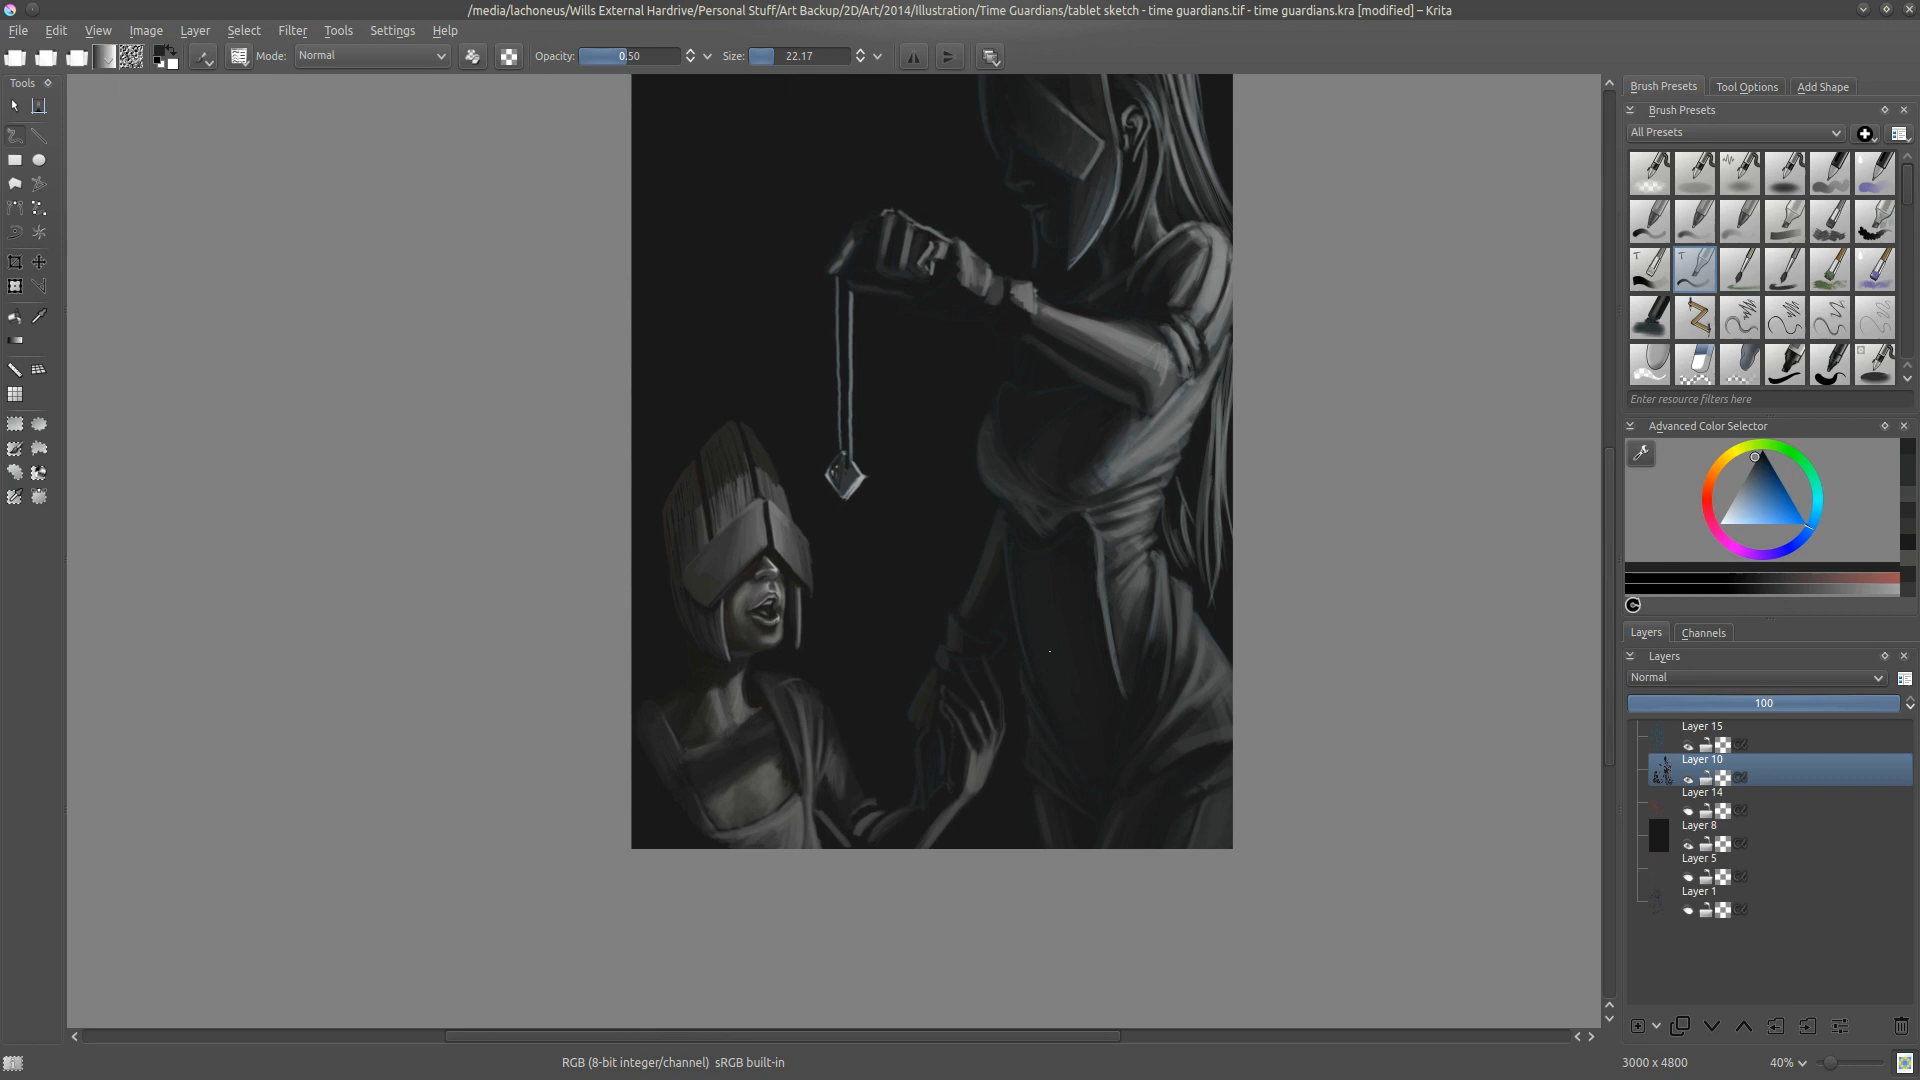 /media/lachoneus/Wills External Hardrive/Personal Stuff/Art Backup/2D/Art/2014/Illustration/Time Guardians/tablet sketch - time guardians.tif - time guardians.kra [modified] – Krita
File Edit View Image Layer Select Filter Tools Settings Help
Mode: Normal Opacity: 0.50 Size: 22.17
Tools
Brush Presets Tool Options Add Shape
Brush Presets
All Presets
Enter resource filters here
Advanced Color Selector
Layers Channels
Layers
Normal
100
Layer 15
Layer 10
Layer 14
Layer 8
Layer 5
Layer 1
RGB (8-bit integer/channel) sRGB built-in
3000 x 4800 40%